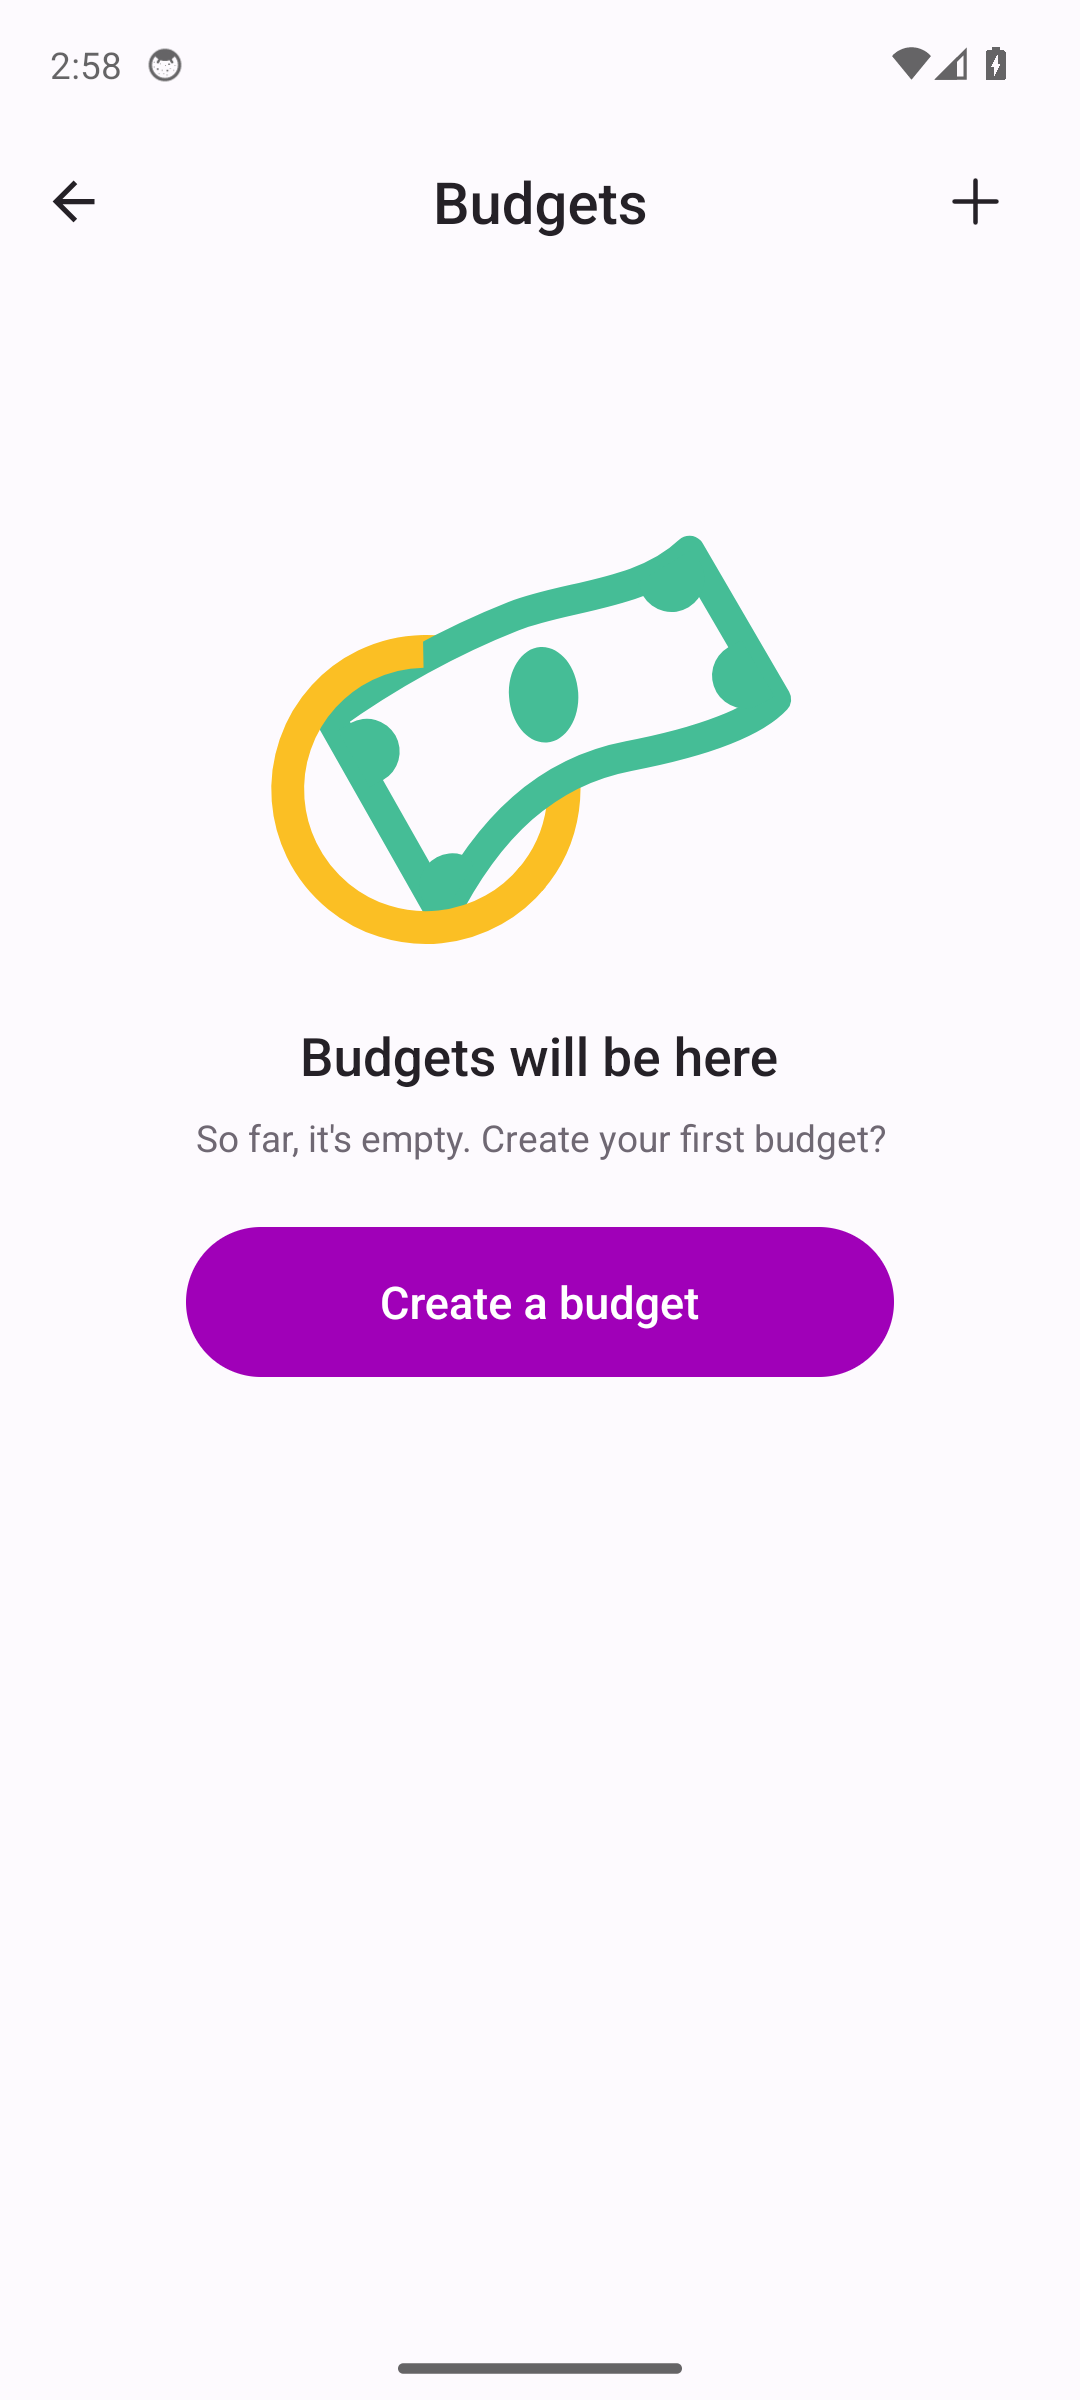 2:58
Budgets
Budgets will be here
So far, it's empty. Create your first budget?
Create a budget